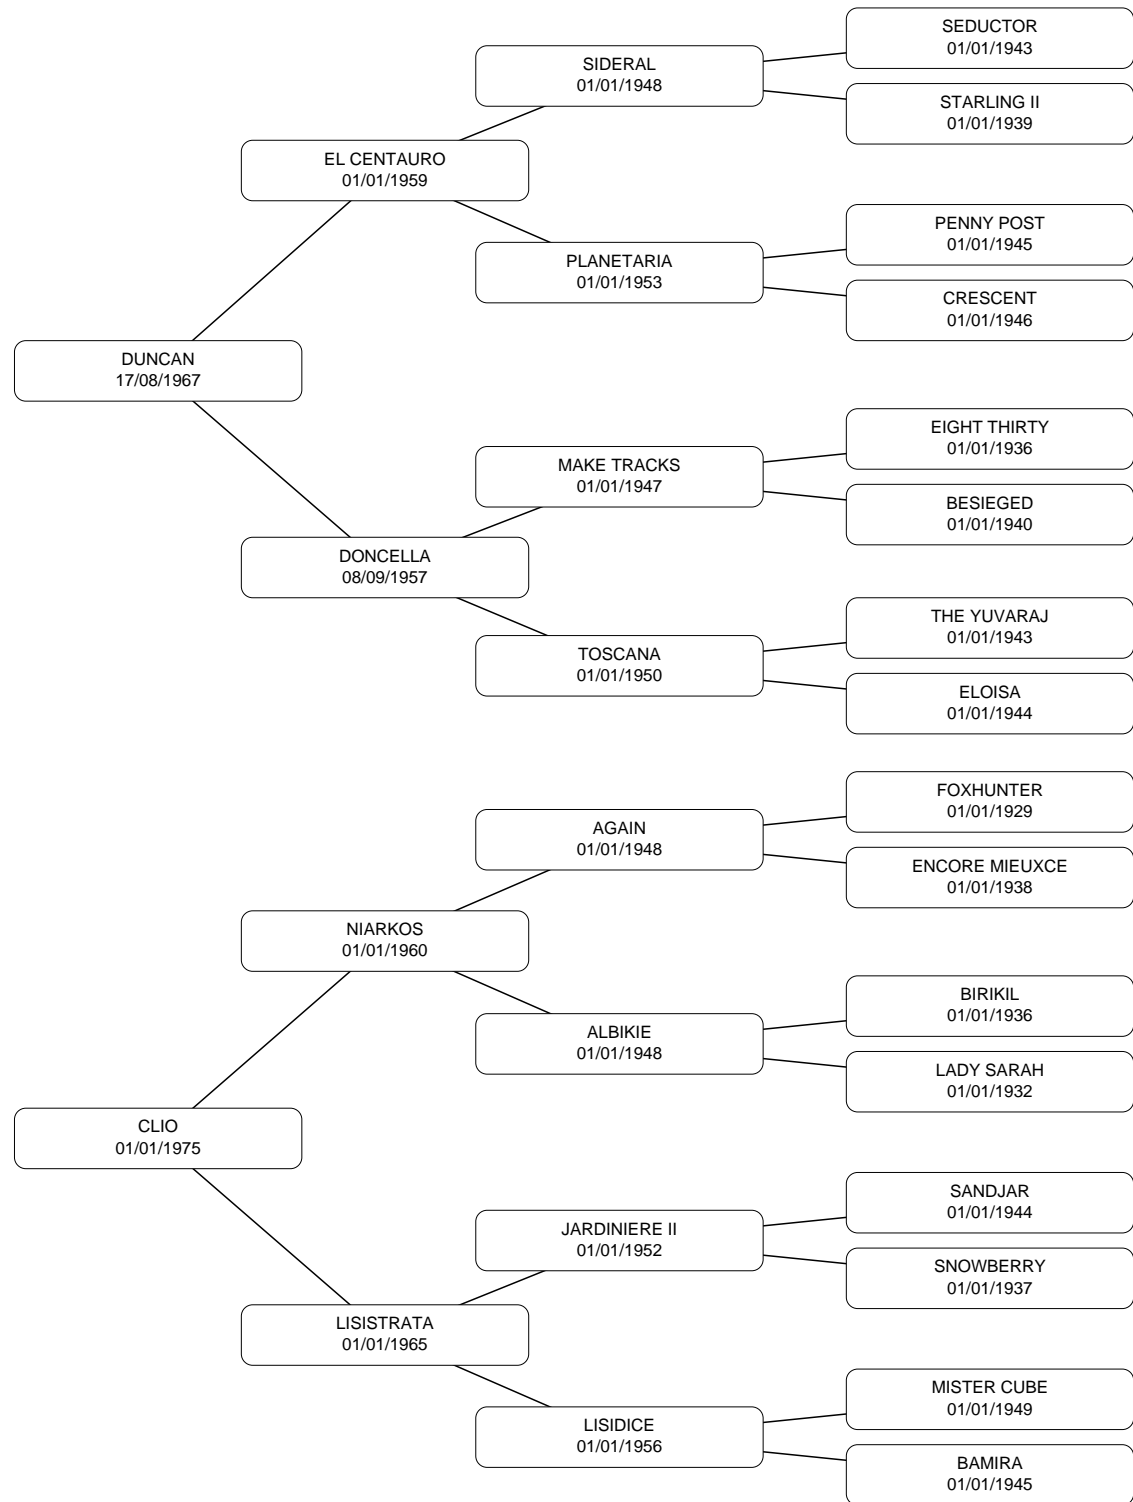 SEDUCTOR
01/01/1943
SIDERAL
01/01/1948
STARLING II
01/01/1939
EL CENTAURO
01/01/1959
PENNY POST
01/01/1945
PLANETARIA
01/01/1953
CRESCENT
01/01/1946
DUNCAN
17/08/1967
EIGHT THIRTY
01/01/1936
MAKE TRACKS
01/01/1947
BESIEGED
01/01/1940
DONCELLA
08/09/1957
THE YUVARAJ
01/01/1943
TOSCANA
01/01/1950
ELOISA
01/01/1944
FOXHUNTER
01/01/1929
AGAIN
01/01/1948
ENCORE MIEUXCE
01/01/1938
NIARKOS
01/01/1960
BIRIKIL
01/01/1936
ALBIKIE
01/01/1948
LADY SARAH
01/01/1932
CLIO
01/01/1975
SANDJAR
01/01/1944
JARDINIERE II
01/01/1952
SNOWBERRY
01/01/1937
LISISTRATA
01/01/1965
MISTER CUBE
01/01/1949
LISIDICE
01/01/1956
BAMIRA
01/01/1945